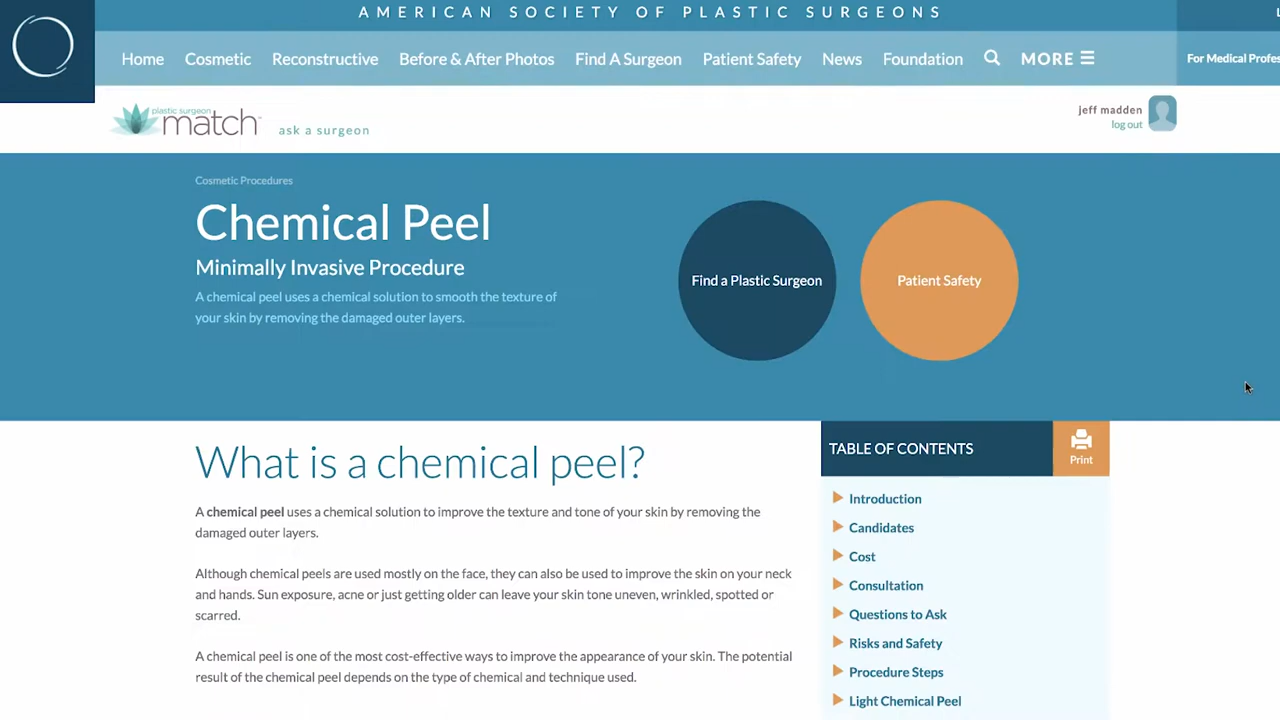 AMERICAN SOCIETY OF PLASTIC SURGEONS
Home Cosmetic Reconstructive Before & After Photos Find A Surgeon Patient Safety News Foundation MORE
For Medical
plastic surgeon
match
ask a surgeon
jeff madden
log out
Cosmetic Procedures
Chemical Peel
Minimally Invasive Procedure
A chemical peel uses a chemical solution to smooth the texture of
your skin by removing the damaged outer layers.
Find a Plastic Surgeon
Patient Safety
What is a chemical peel?
A chemical peel uses a chemical solution to improve the texture and tone of your skin by removing the
damaged outer layers.
Although chemical peels are used mostly on the face, they can also be used to improve the skin on your neck
and hands. Sun exposure, acne or just getting older can leave your skin tone uneven, wrinkled, spotted or
scarred.
A chemical peel is one of the most cost-effective ways to improve the appearance of your skin. The potential
result of the chemical peel depends on the type of chemical and technique used.
TABLE OF CONTENTS
Print
Introduction
Candidates
Cost
Consultation
Questions to Ask
Risks and Safety
Procedure Steps
Light Chemical Peel